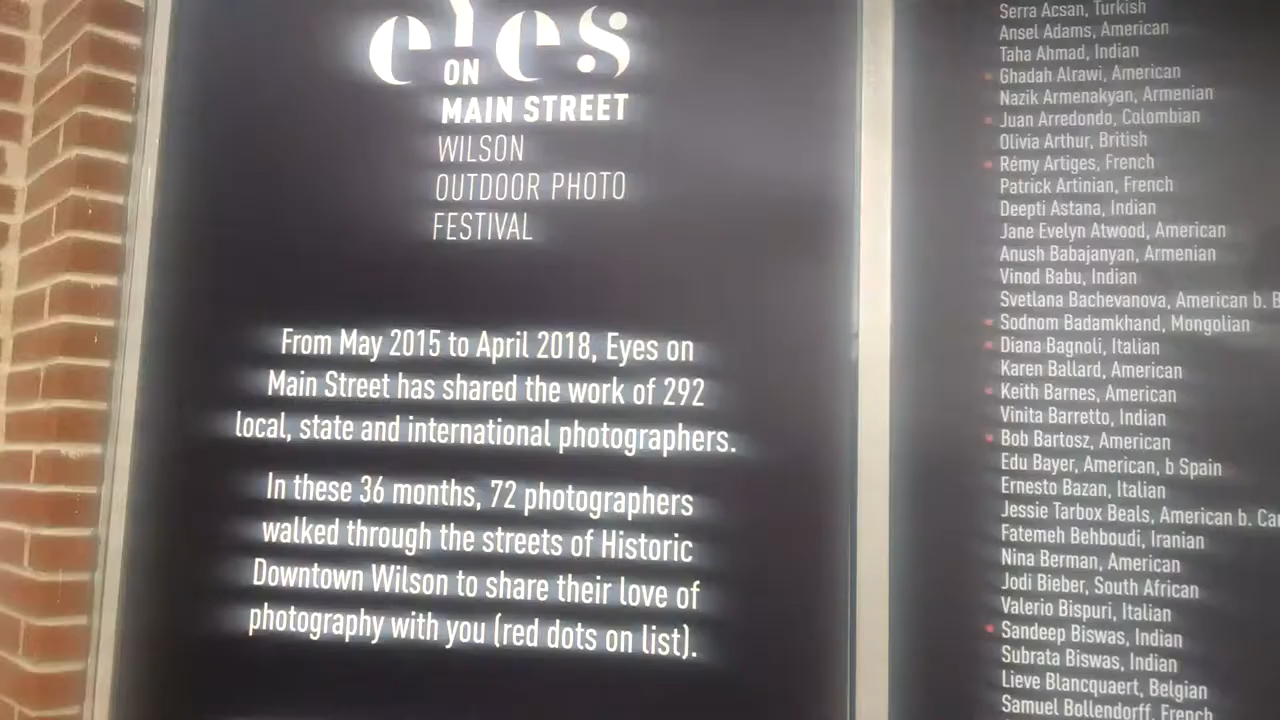 eyes
ON
MAIN STREET
WILSON
OUTDOOR PHOTO
FESTIVAL
From May 2015 to April 2018, Eyes on
Main Street has shared the work of 292
local, state and international photographers.
In these 36 months, 72 photographers
walked through the streets of Historic
Downtown Wilson to share their love of
photography with you (red dots on list).
Serra Acsan, Turkish
Ansel Adams, American
Taha Ahmad, Indian
Ghadah Alrawi, American
Nazik Armenakyan, Armenian
Juan Arredondo, Colombian
Olivia Arthur, British
Rémy Artiges, French
Patrick Artinian, French
Deepti Astana, Indian
Jane Evelyn Atwood, American
Anush Babajanyan, Armenian
Vinod Babu, Indian
Svetlana Bachevanova, American b. B
Sodnom Badamkhand, Mongolian
Diana Bagnoli, Italian
Karen Ballard, American
Keith Barnes, American
Vinita Barretto, Indian
Bob Bartosz, American
Edu Bayer, American, b Spain
Ernesto Bazan, Italian
Jessie Tarbox Beals, American b. Ca
Fatemeh Behboudi, Iranian
Nina Berman, American
Jodi Bieber, South African
Valerio Bispuri, Italian
Sandeep Biswas, Indian
Subrata Biswas, Indian
Lieve Blancquaert, Belgian
Samuel Bollendorff, French